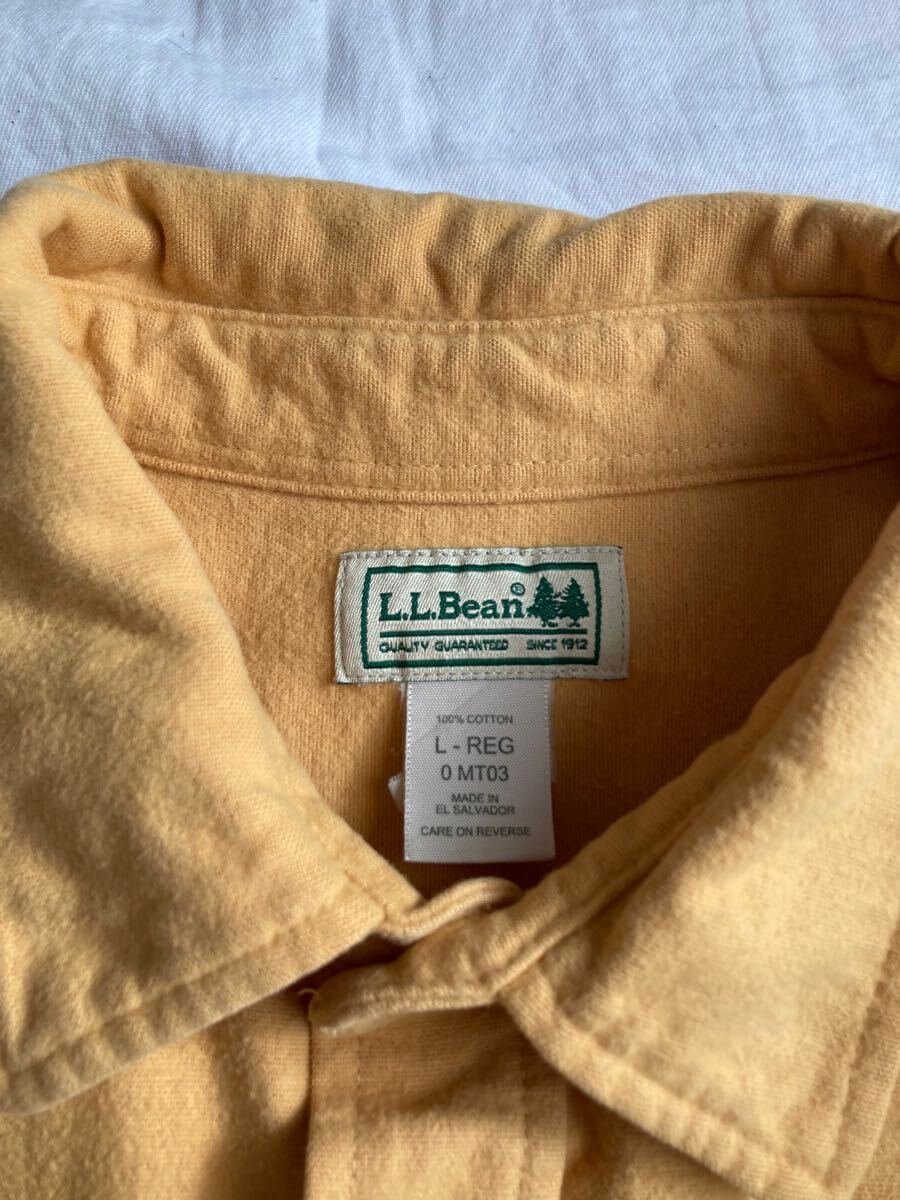 L.L.Bean®
QUALITY GUARANTEED SINCE 1912
100% COTTON
L - REG
0 MT03
MADE IN
EL SALVADOR
CARE ON REVERSE